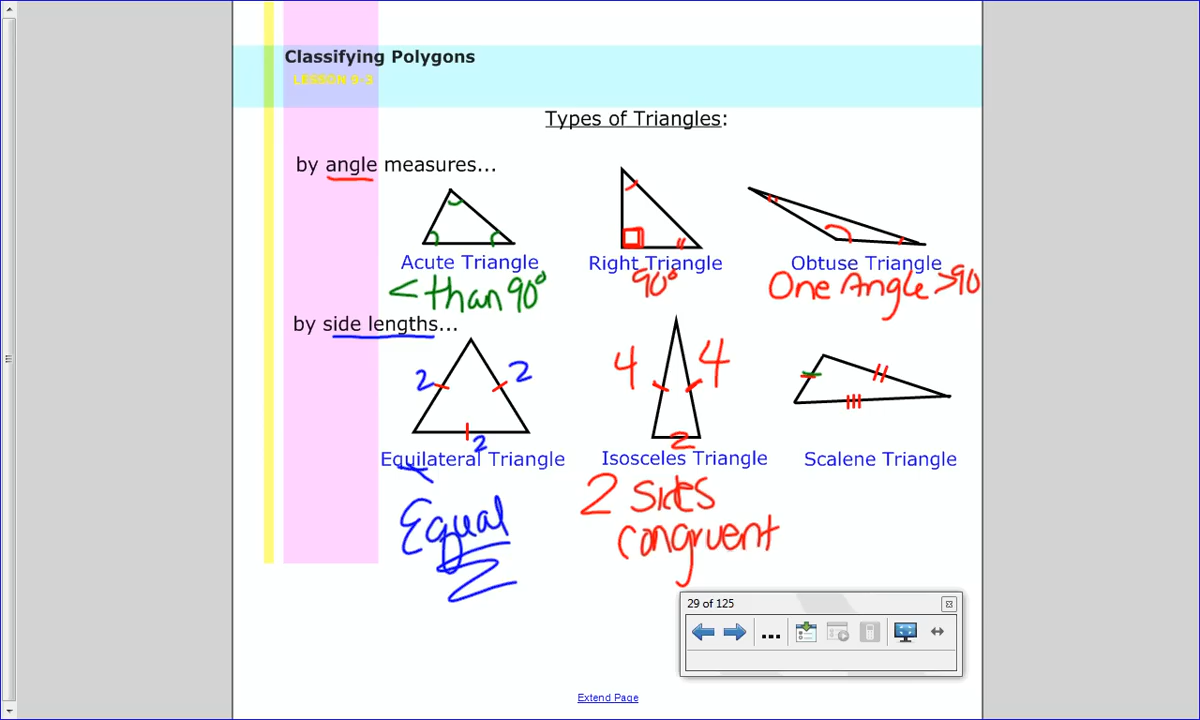 Classifying Polygons
LESSON 9-3
Types of Triangles:
by angle measures...
Acute Triangle
Right Triangle
Obtuse Triangle
< than 90°
90°
One Angle >90
by side lengths...
2 2
4 4
2
2
Equilateral Triangle
Isosceles Triangle
Scalene Triangle
Equal
2 sides
congruent
29 of 125
...
Extend Page